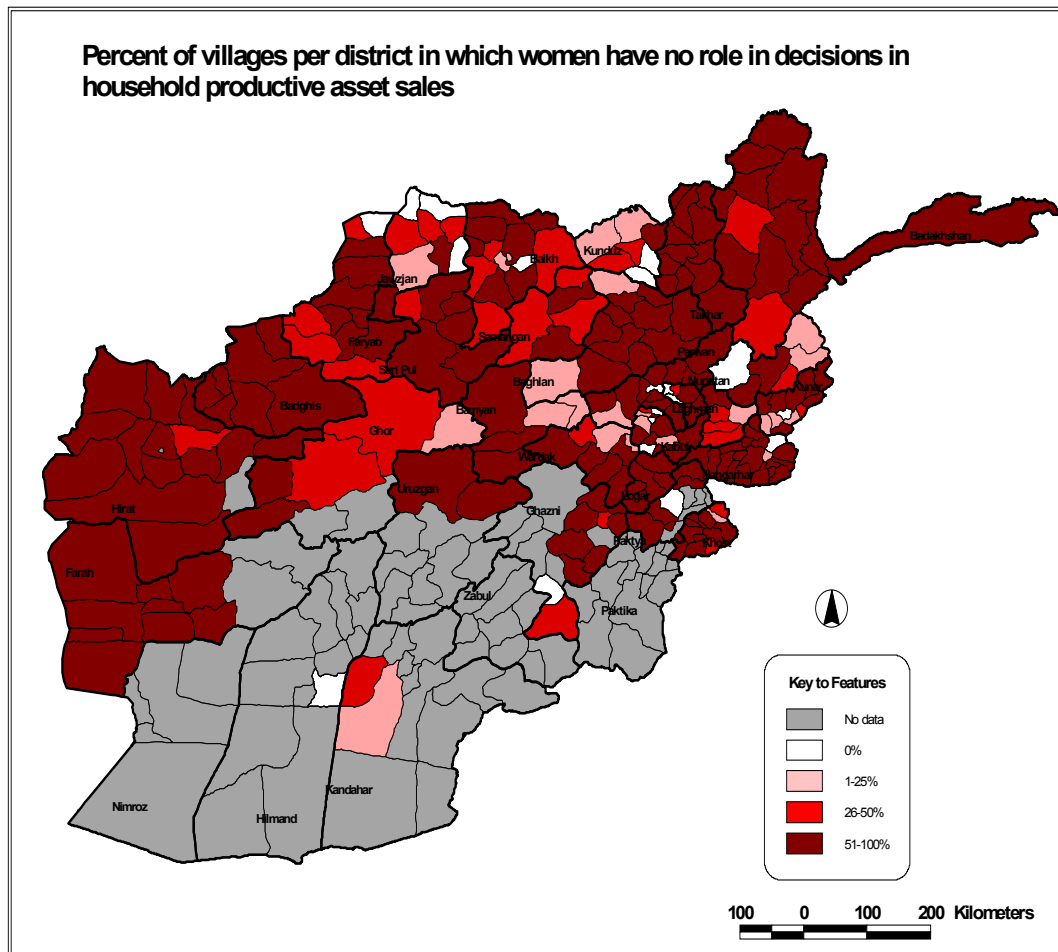 Percent of villages per district in which women have no role in decisions in
household productive asset sales
Badakhshan
Kunduz
Balkh
Jawzjan
Takhar
Samangan
Faryab
Parwan
Sari Pul
Nuristan
Baghlan
Kunar
Badghis
Bamyan
Laghman
Ghor
Kabul
Wardak
Nangarhar
Uruzgan
Logar
Hirat
Ghazni
Paktya
Khost
Farah
Zabul
Paktika
Kandahar
Nimroz
Hilmand
Key to Features
No data
0%
1-25%
26-50%
51-100%
100 0 100 200 Kilometers